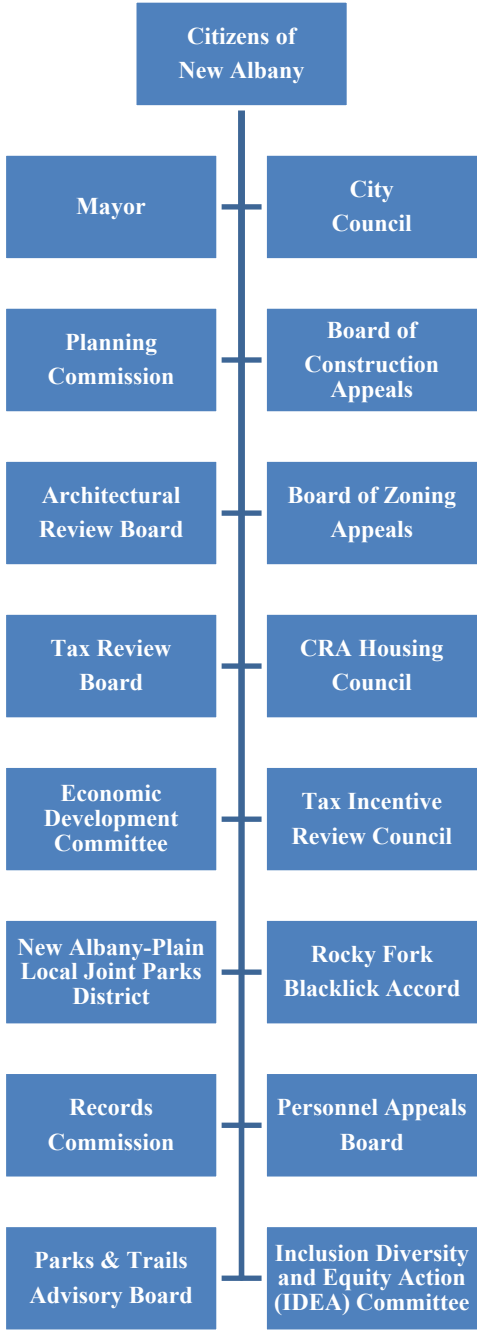 Citizens of
New Albany
Mayor
City
Council
Planning
Commission
Board of
Construction
Appeals
Architectural
Review Board
Board of Zoning
Appeals
Tax Review
Board
CRA Housing
Council
Economic
Development
Committee
Tax Incentive
Review Council
New Albany-Plain
Local Joint Parks
District
Rocky Fork
Blacklick Accord
Records
Commission
Personnel Appeals
Board
Parks & Trails
Advisory Board
Inclusion Diversity
and Equity Action
(IDEA) Committee